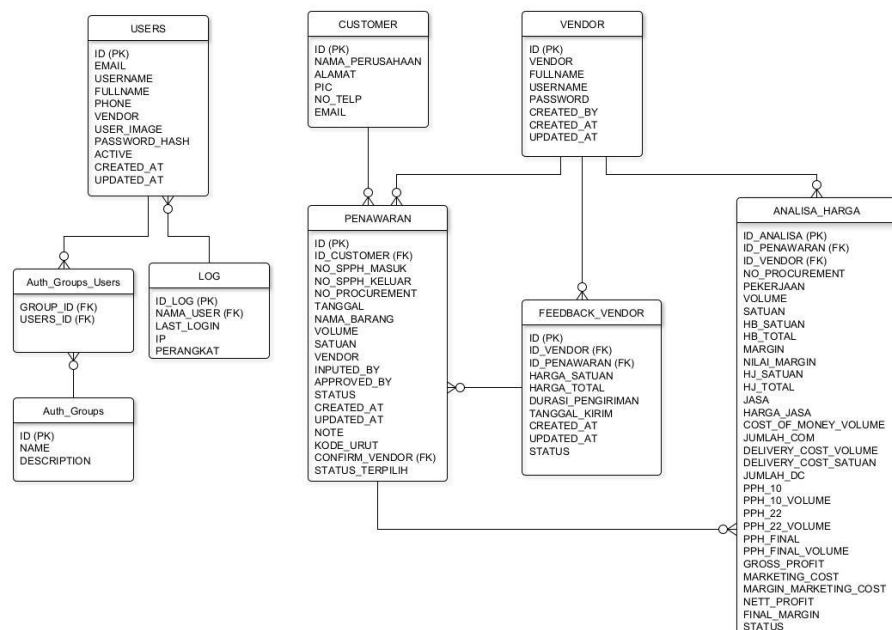 USERS
ID (PK)
EMAIL
USERNAME
FULLNAME
PHONE
VENDOR
USER_IMAGE
PASSWORD_HASH
ACTIVE
CREATED_AT
UPDATED_AT
CUSTOMER
ID (PK)
NAMA_PERUSAHAAN
ALAMAT
PIC
NO_TELP
EMAIL
VENDOR
ID (PK)
VENDOR
FULLNAME
USERNAME
PASSWORD
CREATED_BY
CREATED_AT
UPDATED_AT
Auth_Groups_Users
GROUP_ID (FK)
USERS_ID (FK)
LOG
ID_LOG (PK)
NAMA_USER (FK)
LAST_LOGIN
IP
PERANGKAT
Auth_Groups
ID (PK)
NAME
DESCRIPTION
PENAWARAN
ID (PK)
ID_CUSTOMER (FK)
NO_SPPH_MASUK
NO_SPPH_KELUAR
NO_PROCUREMENT
TANGGAL
NAMA_BARANG
VOLUME
SATUAN
VENDOR
INPUTED_BY
APPROVED_BY
STATUS
CREATED_AT
UPDATED_AT
NOTE
KODE_URUT
CONFIRM_VENDOR (FK)
STATUS_TERPILIH
FEEDBACK_VENDOR
ID (PK)
ID_VENDOR (FK)
ID_PENAWARAN (FK)
HARGA_SATUAN
HARGA_TOTAL
DURASI_PENGIRIMAN
TANGGAL_KIRIM
CREATED_AT
UPDATED_AT
STATUS
ANALISA_HARGA
ID_ANALISA (PK)
ID_PENAWARAN (FK)
ID_VENDOR (FK)
NO_PROCUREMENT
PEKERJAAN
VOLUME
SATUAN
HB_SATUAN
HB_TOTAL
MARGIN
NILAI_MARGIN
HJ_SATUAN
HJ_TOTAL
JASA
HARGA_JASA
COST_OF_MONEY_VOLUME
JUMLAH_COM
DELIVERY_COST_VOLUME
DELIVERY_COST_SATUAN
JUMLAH_DC
PPH_10
PPH_10_VOLUME
PPH_22
PPH_22_VOLUME
PPH_FINAL
PPH_FINAL_VOLUME
GROSS_PROFIT
MARKETING_COST
MARGIN_MARKETING_COST
NETT_PROFIT
FINAL_MARGIN
STATUS